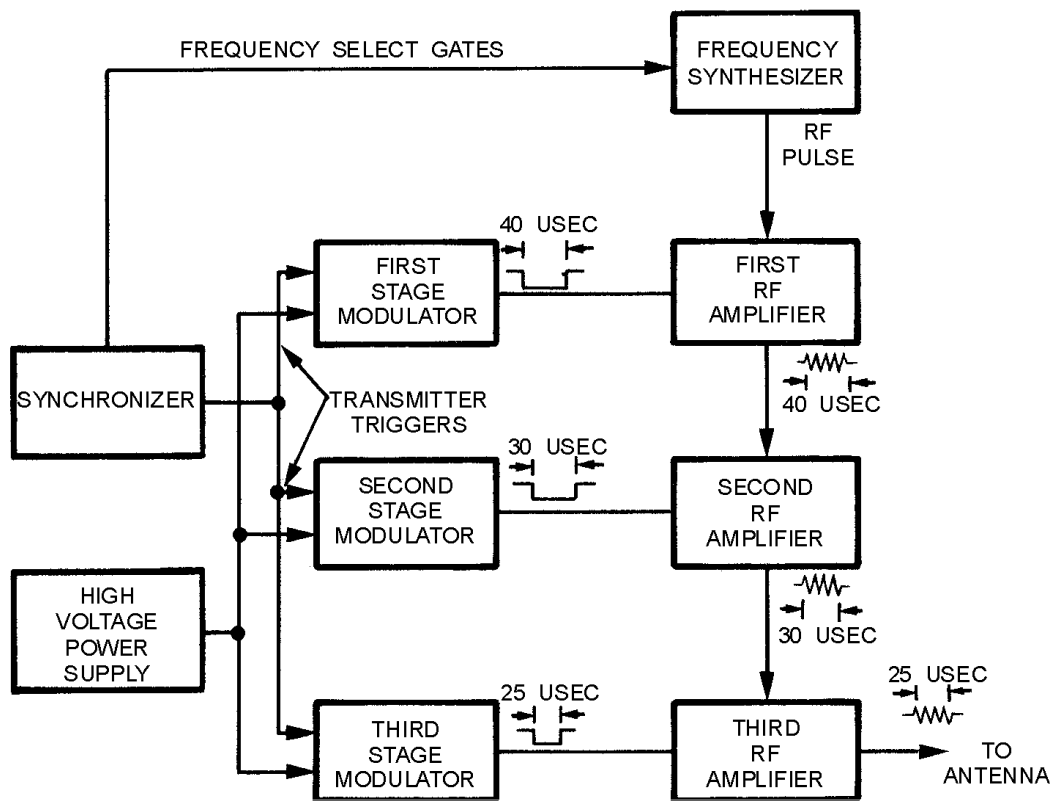 FREQUENCY SELECT GATES
FREQUENCY
SYNTHESIZER
RF
PULSE
40 USEC
FIRST
STAGE
MODULATOR
FIRST
RF
AMPLIFIER
40 USEC
SYNCHRONIZER
TRANSMITTER
TRIGGERS
30 USEC
SECOND
STAGE
MODULATOR
SECOND
RF
AMPLIFIER
30 USEC
HIGH
VOLTAGE
POWER
SUPPLY
25 USEC
THIRD
STAGE
MODULATOR
THIRD
RF
AMPLIFIER
25 USEC
TO
ANTENNA